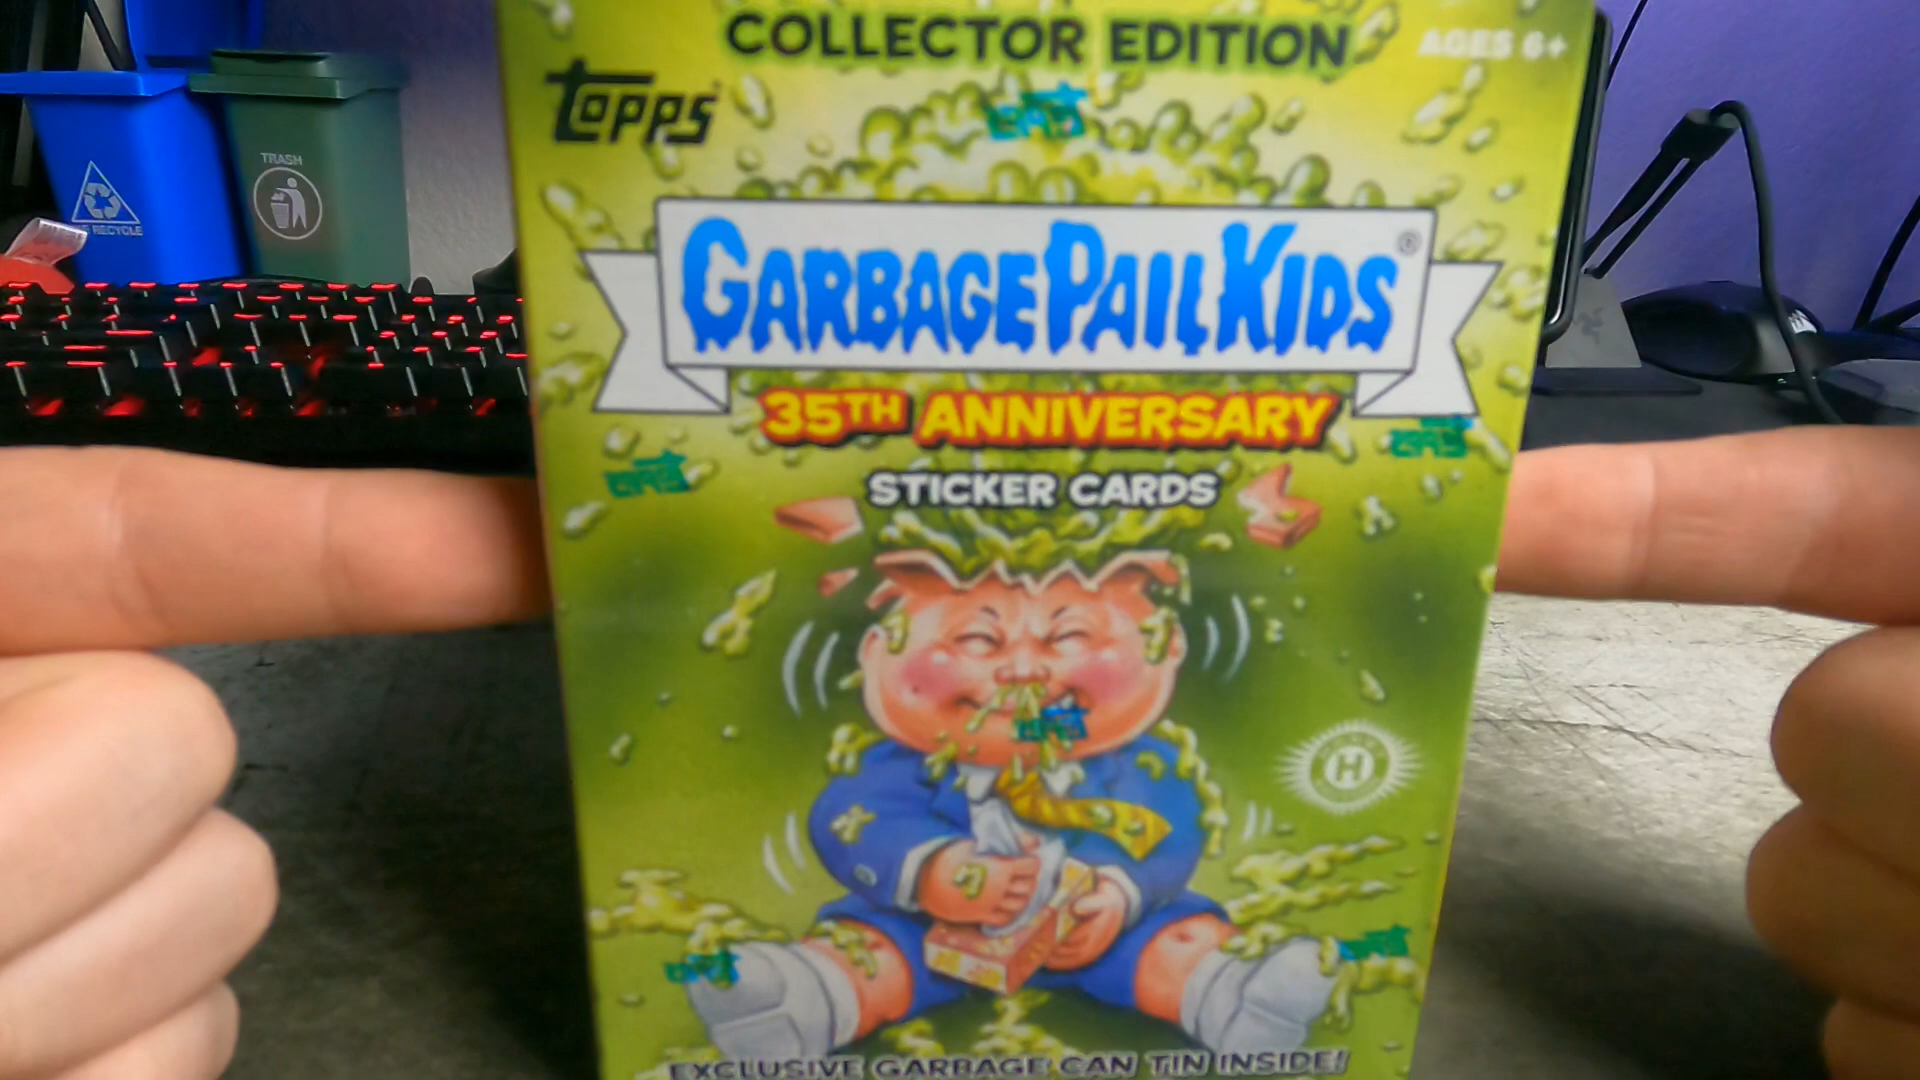 COLLECTOR EDITION
AGES 6+
TOPPS
TRASH
RECYCLE
GARBAGE PAIL KIDS®
35TH ANNIVERSARY
STICKER CARDS
H
EXCLUSIVE GARBAGE CAN TIN INSIDE!